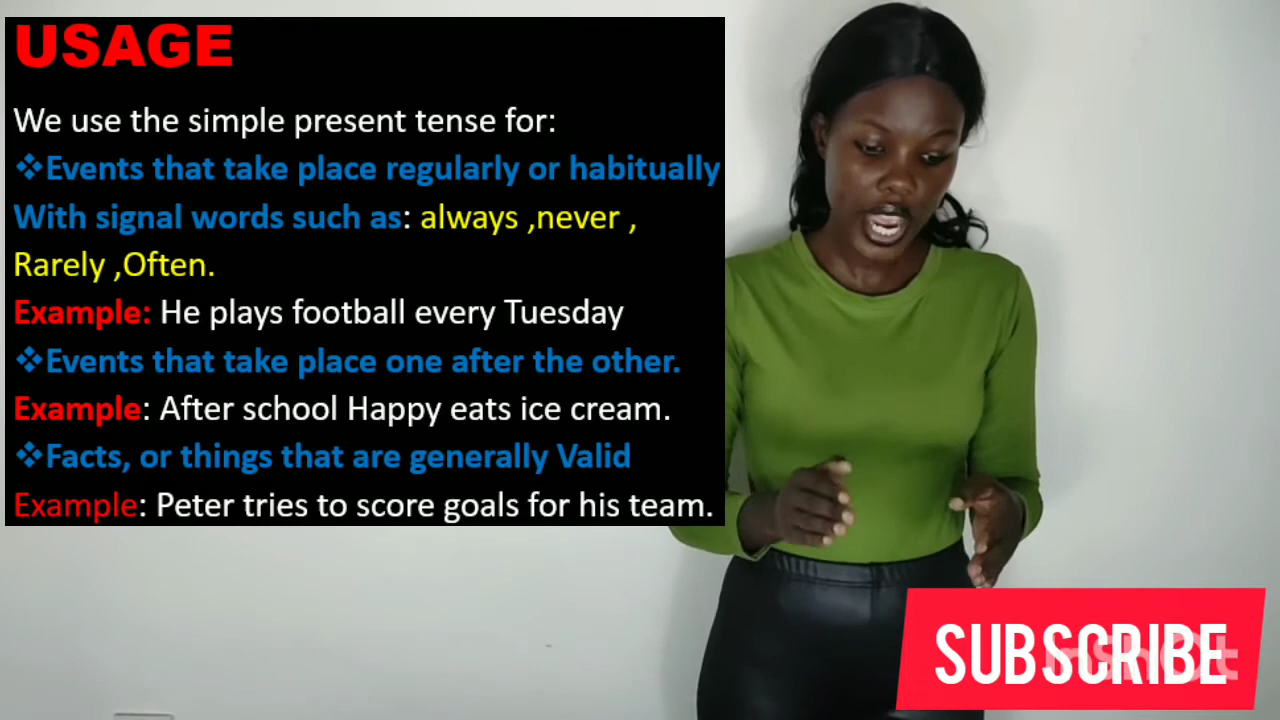 USAGE
We use the simple present tense for:
❖Events that take place regularly or habitually
With signal words such as: always ,never ,
Rarely ,Often.
Example: He plays football every Tuesday
❖Events that take place one after the other.
Example: After school Happy eats ice cream.
❖Facts, or things that are generally Valid
Example: Peter tries to score goals for his team.
SUBSCRIBE